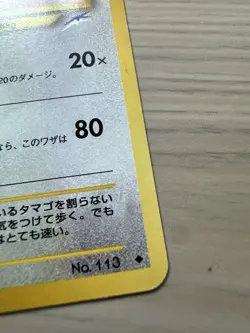 20×
20のダメージ。
なら、このワザは
80
いるタマゴを割らない
気をつけて歩く。でも
はとても速い。
No. 113 ◆